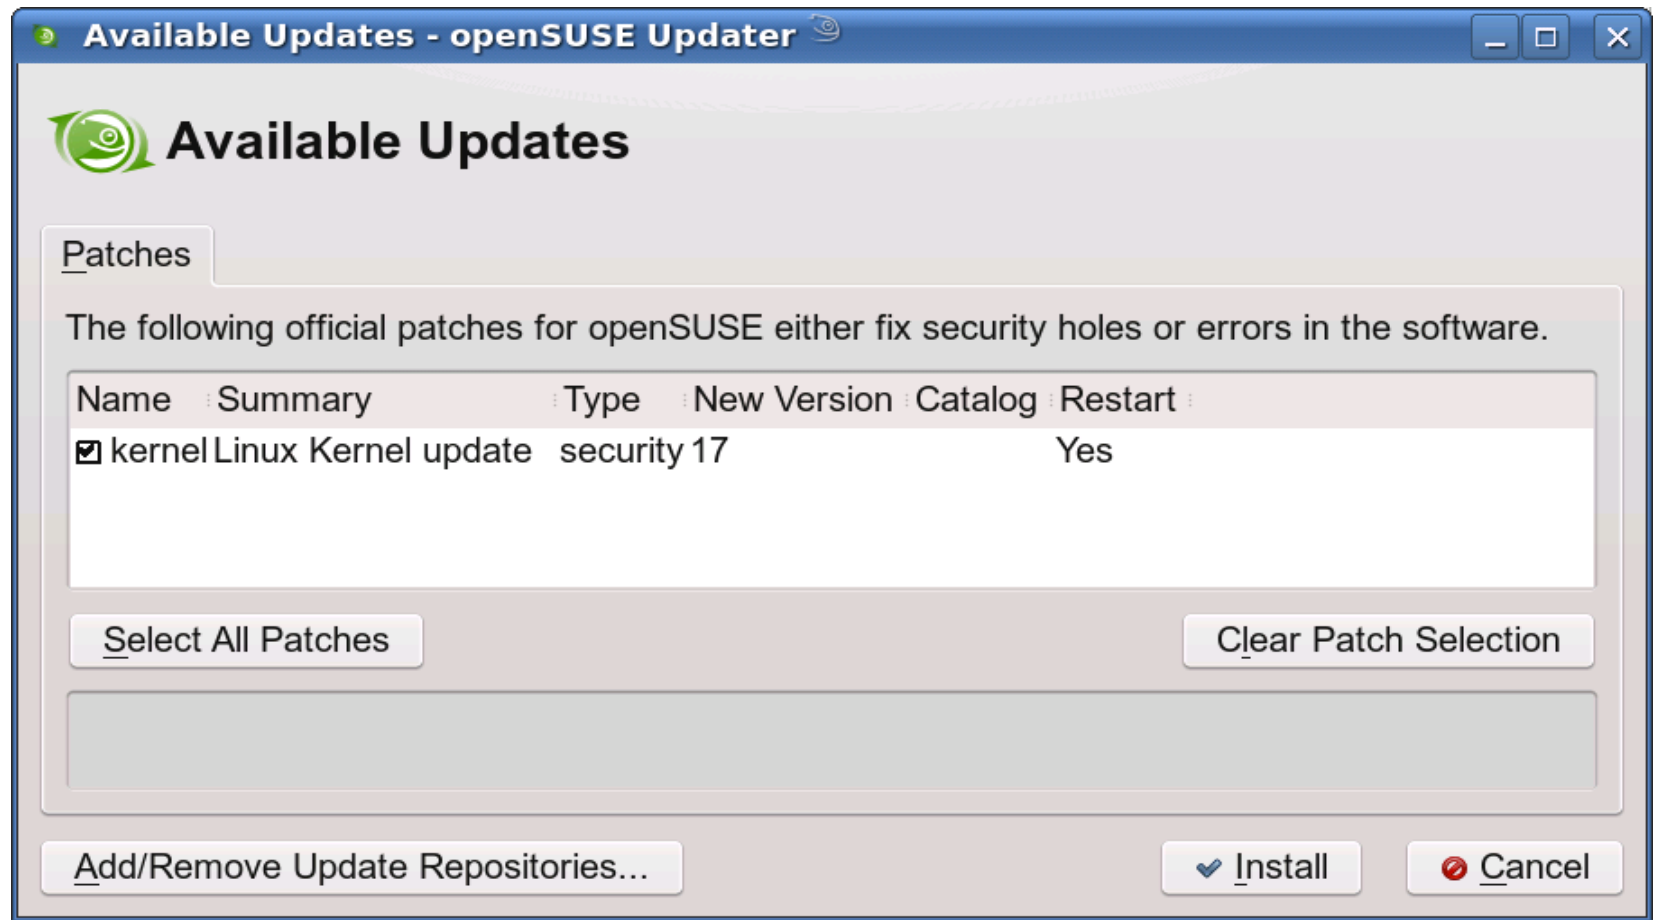 Available Updates - openSUSE Updater
Available Updates
Patches
The following official patches for openSUSE either fix security holes or errors in the software.
Name Summary Type New Version Catalog Restart
kernel Linux Kernel update security 17 Yes
Select All Patches Clear Patch Selection
Add/Remove Update Repositories... Install Cancel